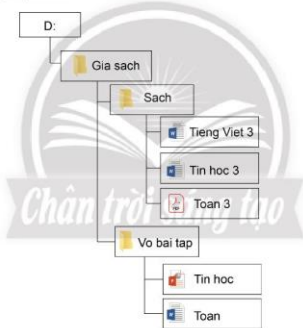 D:
Gia sach
Sach
Tieng Viet 3
Tin hoc 3
Toan 3
Chân trời sáng tạo
Vo bai tap
Tin hoc
Toan